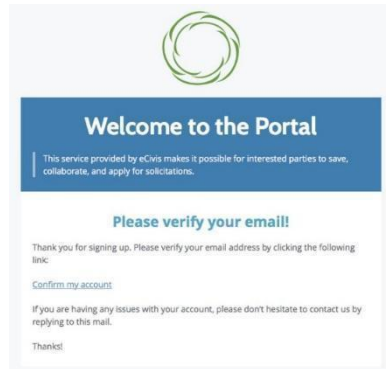 Welcome to the Portal
This service provided by eCivis makes it possible for interested parties to save,
collaborate, and apply for solicitations.
Please verify your email!
Thank you for signing up. Please verify your email address by clicking the following
link:
Confirm my account
If you are having any issues with your account, please don't hesitate to contact us by
replying to this mail.
Thanks!